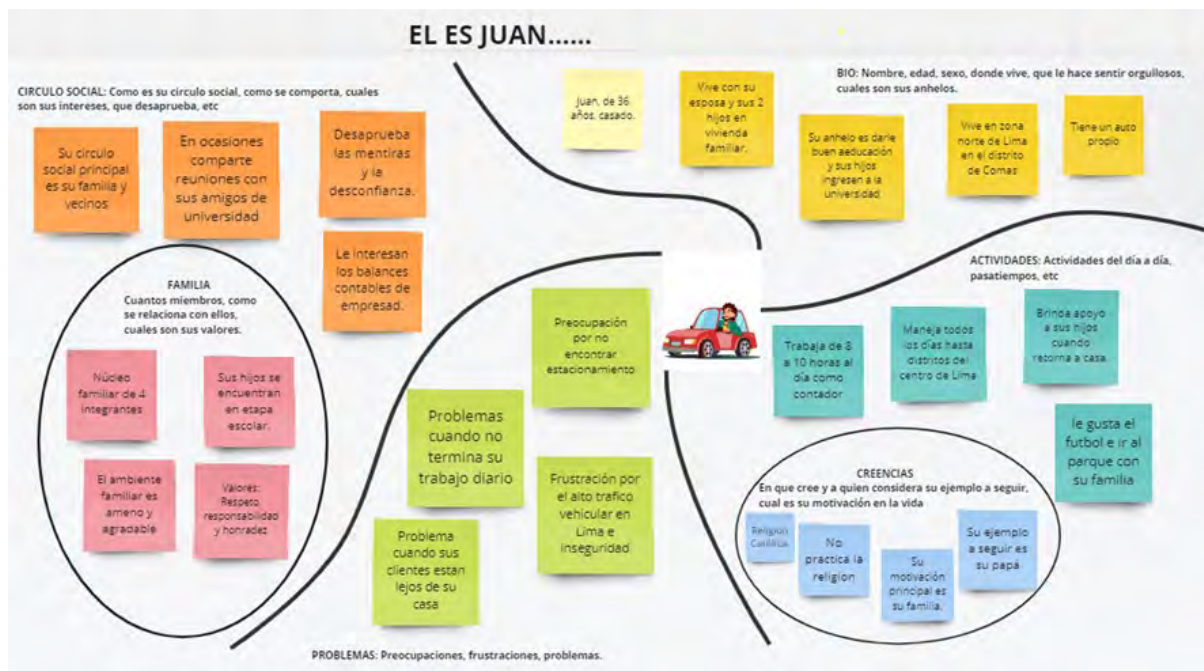 EL ES JUAN......
CIRCULO SOCIAL: Como es su circulo social, como se comporta, cuales
son sus intereses, que desaprueba, etc
Su circulo
social principal
es su familia y
vecinos
En ocasiones
comparte
reuniones con
sus amigos de
universidad
Desaprueba
las mentiras
y la
desconfianza.
Le interesan
los balances
contables de
empresad.
Juan, de 36
años, casado.
Vive con su
esposa y sus 2
hijos en
vivienda
familiar.
BIO: Nombre, edad, sexo, donde vive, que le hace sentir orgullosos,
cuales son sus anhelos.
Su anhelo es darle
buen aeducación
y sus hijos
ingresen a la
universidad
Vive en zona
norte de Lima
en el distrito
de Comas
Tiene un auto
propio
FAMILIA
Cuantos miembros, como
se relaciona con ellos,
cuales son sus valores.
Núcleo
familiar de 4
integrantes
Sus hijos se
encuentran en
etapa
escolar.
El ambiente
familiar es
ameno y
agradable
Valores:
Respeto
responsabilidad
y honradez
Preocupación
por no
encontrar
estacionamiento
Problemas
cuando no
termina su
trabajo diario
Frustración por
el alto trafico
vehicular en
Lima e
inseguridad
Problema
cuando sus
clientes estan
lejos de su
casa
PROBLEMAS: Preocupaciones, frustraciones, problemas.
ACTIVIDADES: Actividades del día a día,
pasatiempos, etc
Trabaja de 8
a 10 horas al
día como
contador
Maneja todos
los días hasta
distritos del
centro de Lima
Brinda apoyo
a sus hijos
cuando
retorna a casa
le gusta el
futbol e ir al
parque con
su familia
CREENCIAS
En que cree y a quien considera su ejemplo a seguir,
cual es su motivación en la vida
Religion
Católica
No
practica la
religion
Su
motivación
principal es
su familia.
Su ejemplo
a seguir es
su papá